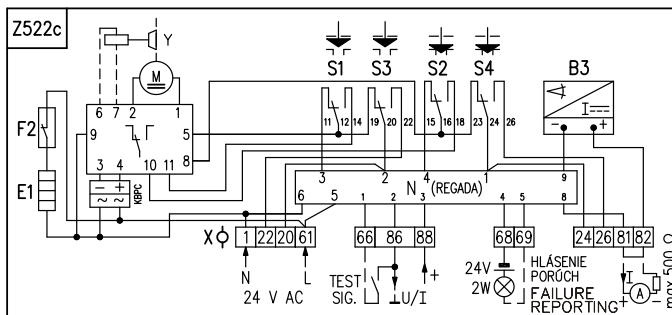 Z522c
S1 S3 S2 S4 B3
Y
M
6 7 2 1
F2
9 5
8
3 4 10 11
11 12 14 19 20 22 15 16 18 23 24 26
I
- +
E1
- +
~ ~
KBPC
3 2 4 1 9
N (REGADA)
6 5 1 2 3 4 5 8
X 1 22 20 61 66 86 88 68 69 24 26 81 82
N L
24 V AC
TEST
SIG.
U/I
+
24V
2W
HLÁSENIE
PORÚCH
FAILURE
REPORTING
I
+ A -
max 500 Ω